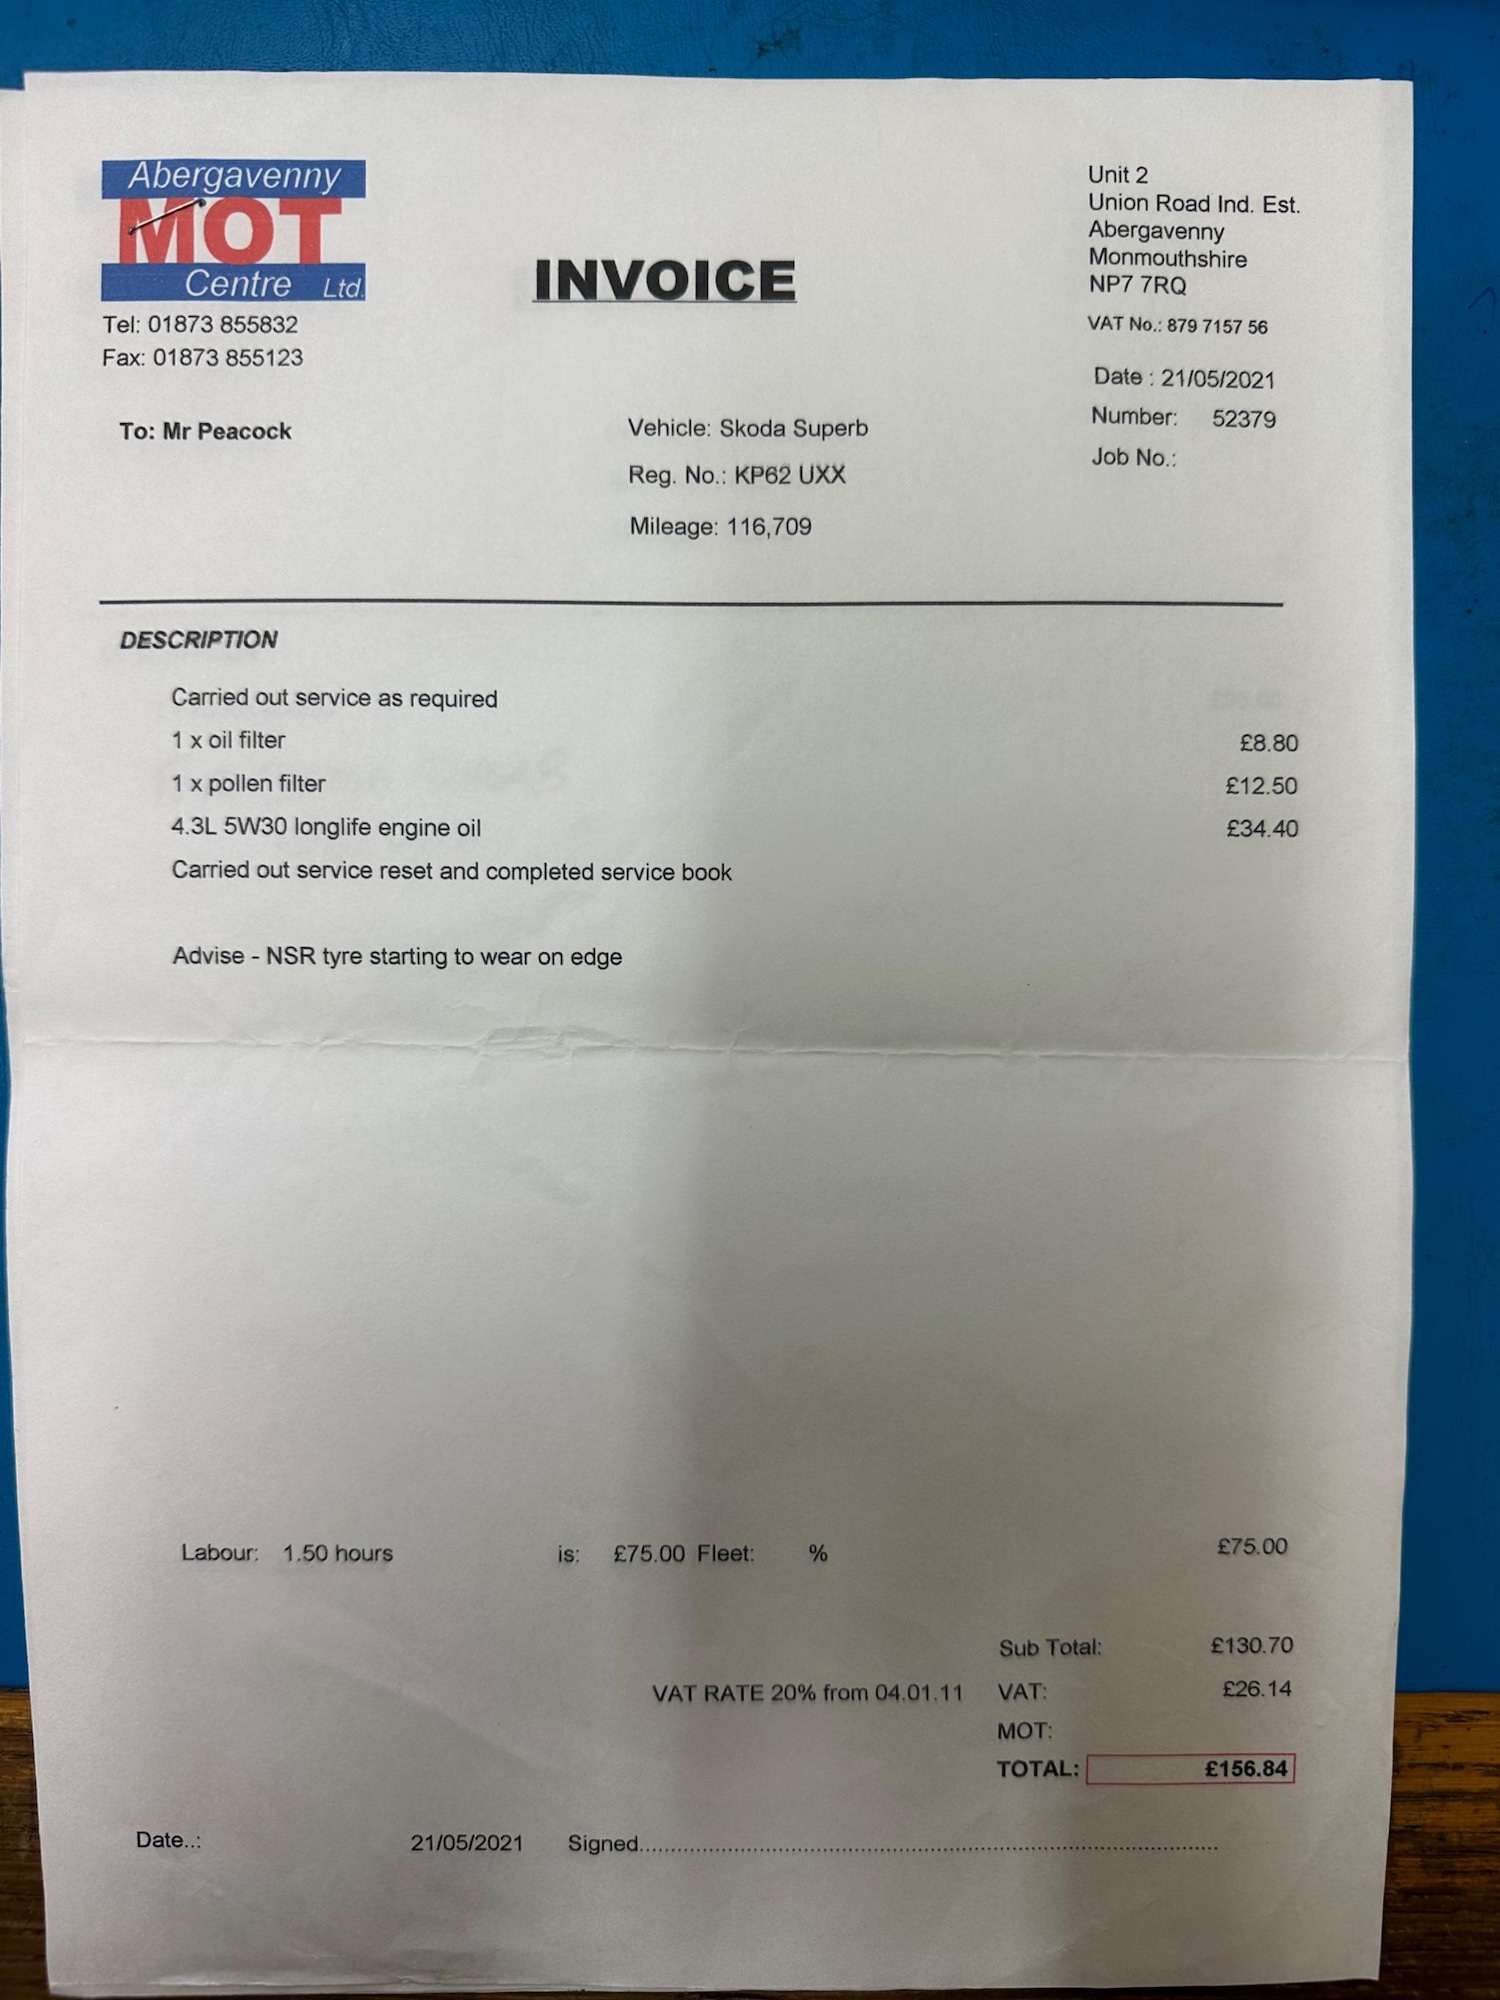 Abergavenny
MOT
Centre Ltd.
Tel: 01873 855832
Fax: 01873 855123
INVOICE
Unit 2
Union Road Ind. Est.
Abergavenny
Monmouthshire
NP7 7RQ
VAT No.: 879 7157 56
Date : 21/05/2021
Number: 52379
Job No.:
To: Mr Peacock
Vehicle: Skoda Superb
Reg. No.: KP62 UXX
Mileage: 116,709
DESCRIPTION
Carried out service as required
1 x oil filter £8.80
1 x pollen filter £12.50
4.3L 5W30 longlife engine oil £34.40
Carried out service reset and completed service book
Advise - NSR tyre starting to wear on edge
Labour: 1.50 hours is: £75.00 Fleet: % £75.00
Sub Total: £130.70
VAT RATE 20% from 04.01.11 VAT: £26.14
MOT:
TOTAL: £156.84
Date..: 21/05/2021 Signed..........